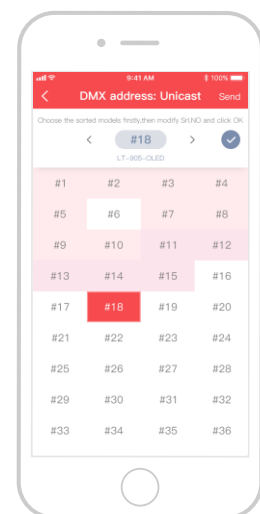 9:41 AM 100%
DMX address: Unicast Send
Choose the sorted models firstly,then modify Srl.NO and click OK
< #18 >
LT-905-OLED
#1 #2 #3 #4
#5 #6 #7 #8
#9 #10 #11 #12
#13 #14 #15 #16
#17 #18 #19 #20
#21 #22 #23 #24
#25 #26 #27 #28
#29 #30 #31 #32
#33 #34 #35 #36